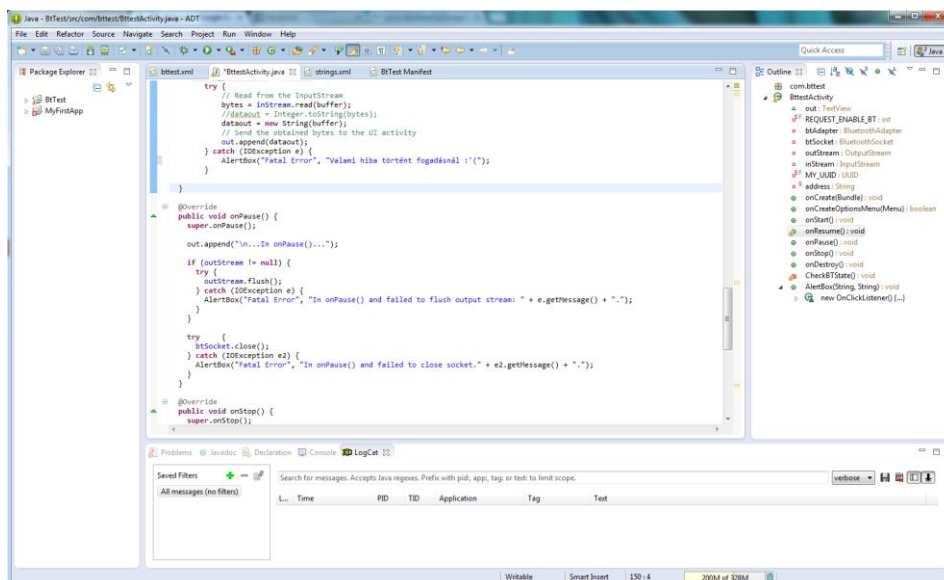 Java - BtTest/src/com/bttest/BttestActivity.java - ADT
File Edit Refactor Source Navigate Search Project Run Window Help
Quick Access
Java
Package Explorer
BtTest
MyFirstApp
bttest.xml
*BttestActivity.java
strings.xml
BtTest Manifest
try {
// Read from the InputStream
bytes = inStream.read(buffer);
//dataout = Integer.toString(bytes);
dataout = new String(buffer);
// Send the obtained bytes to the UI activity
out.append(dataout);
} catch (IOException e) {
AlertBox("Fatal Error", "Valami hiba történt fogadásnál :'(");
}
}
@Override
public void onPause() {
super.onPause();
out.append("\n...In onPause()...");
if (outStream != null) {
try {
outStream.flush();
} catch (IOException e) {
AlertBox("Fatal Error", "In onPause() and failed to flush output stream: " + e.getMessage() + ".");
}
}
try {
btSocket.close();
} catch (IOException e2) {
AlertBox("Fatal Error", "In onPause() and failed to close socket." + e2.getMessage() + ".");
}
}
@Override
public void onStop() {
super.onStop();
Outline
com.bttest
BttestActivity
out : TextView
REQUEST_ENABLE_BT : int
btAdapter : BluetoothAdapter
btSocket : BluetoothSocket
outStream : OutputStream
inStream : InputStream
MY_UUID : UUID
address : String
onCreate(Bundle) : void
onCreateOptionsMenu(Menu) : boolean
onStart() : void
onResume() : void
onPause() : void
onStop() : void
onDestroy() : void
CheckBTState() : void
AlertBox(String, String) : void
new OnClickListener() {...}
Problems Javadoc Declaration Console LogCat
Saved Filters
All messages (no filters)
Search for messages. Accepts Java regexes. Prefix with pid:, app:, tag: or text: to limit scope.
verbose
L... Time PID TID Application Tag Text
Writable Smart Insert 150 : 4 200M of 328M